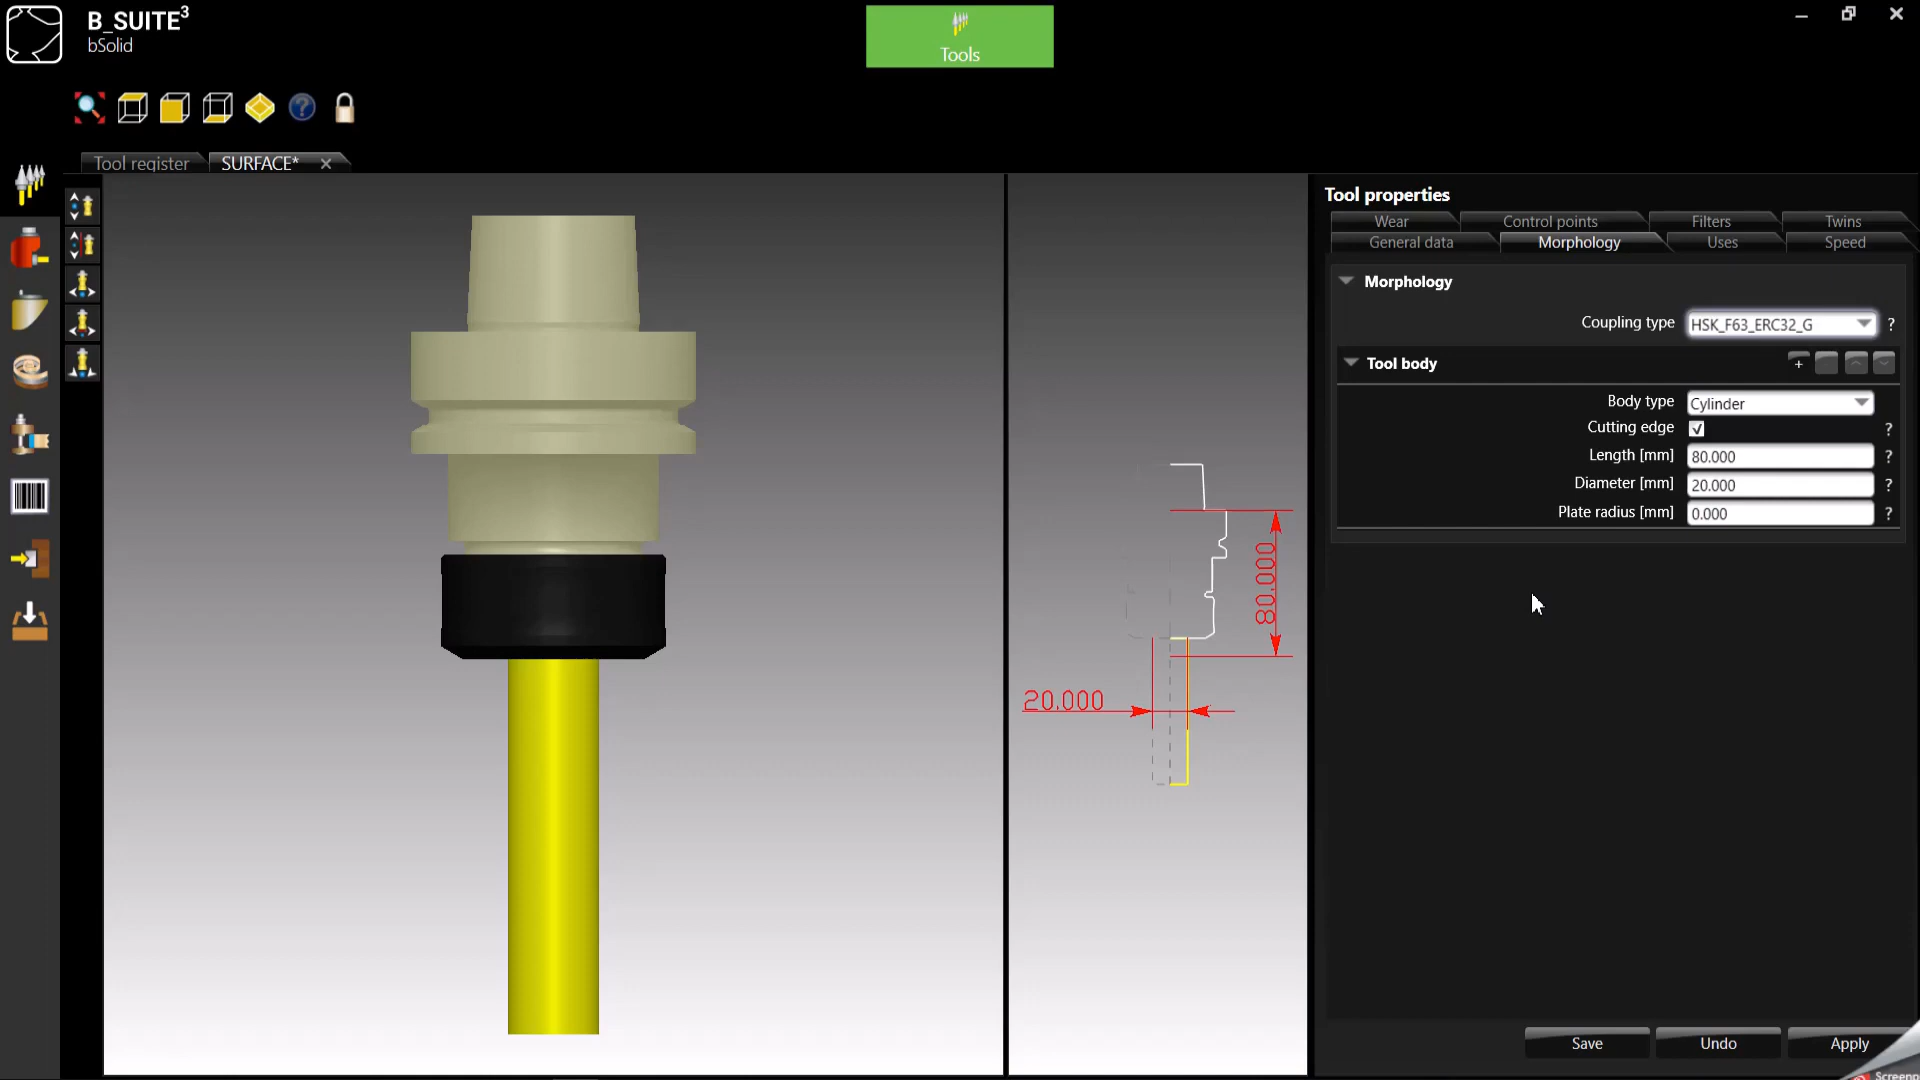 B_SUITE³
bSolid
Tools
Tool register
SURFACE*
Tool properties
Wear
Control points
Filters
Twins
General data
Morphology
Uses
Speed
Morphology
Coupling type HSK_F63_ERC32_G ?
Tool body +
Body type Cylinder
Cutting edge ?
Length [mm] 80.000 ?
Diameter [mm] 20.000 ?
Plate radius [mm] 0.000 ?
80.000
20.000
Save
Undo
Apply